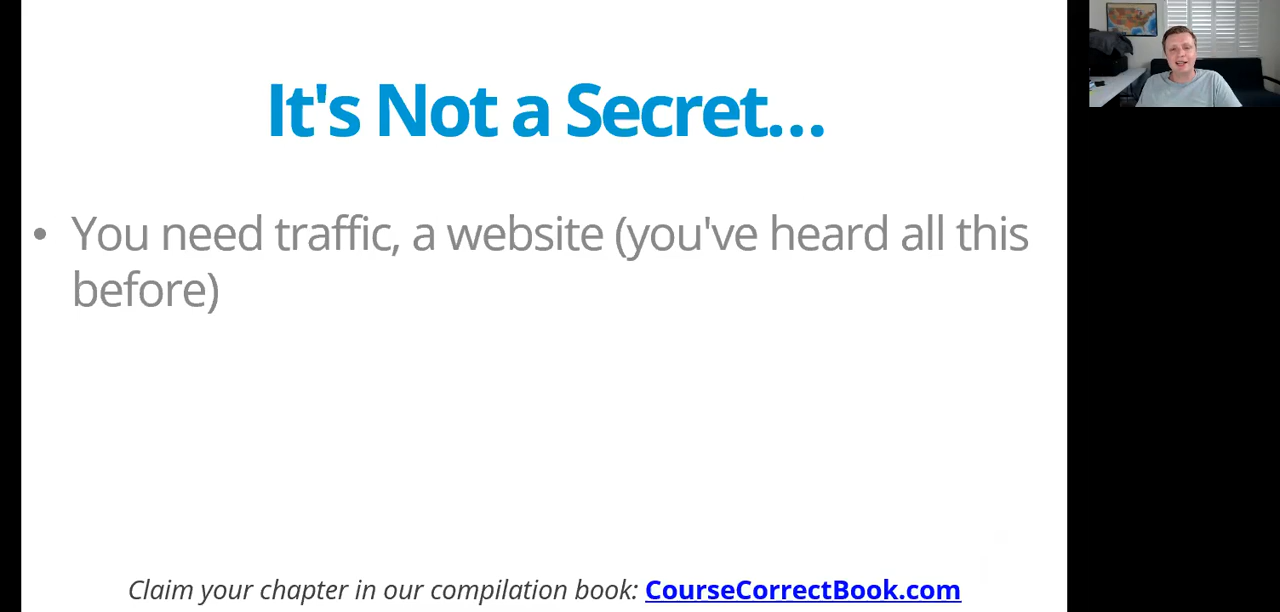 It's Not a Secret...
• You need traffic, a website (you've heard all this
before)
Claim your chapter in our compilation book: CourseCorrectBook.com